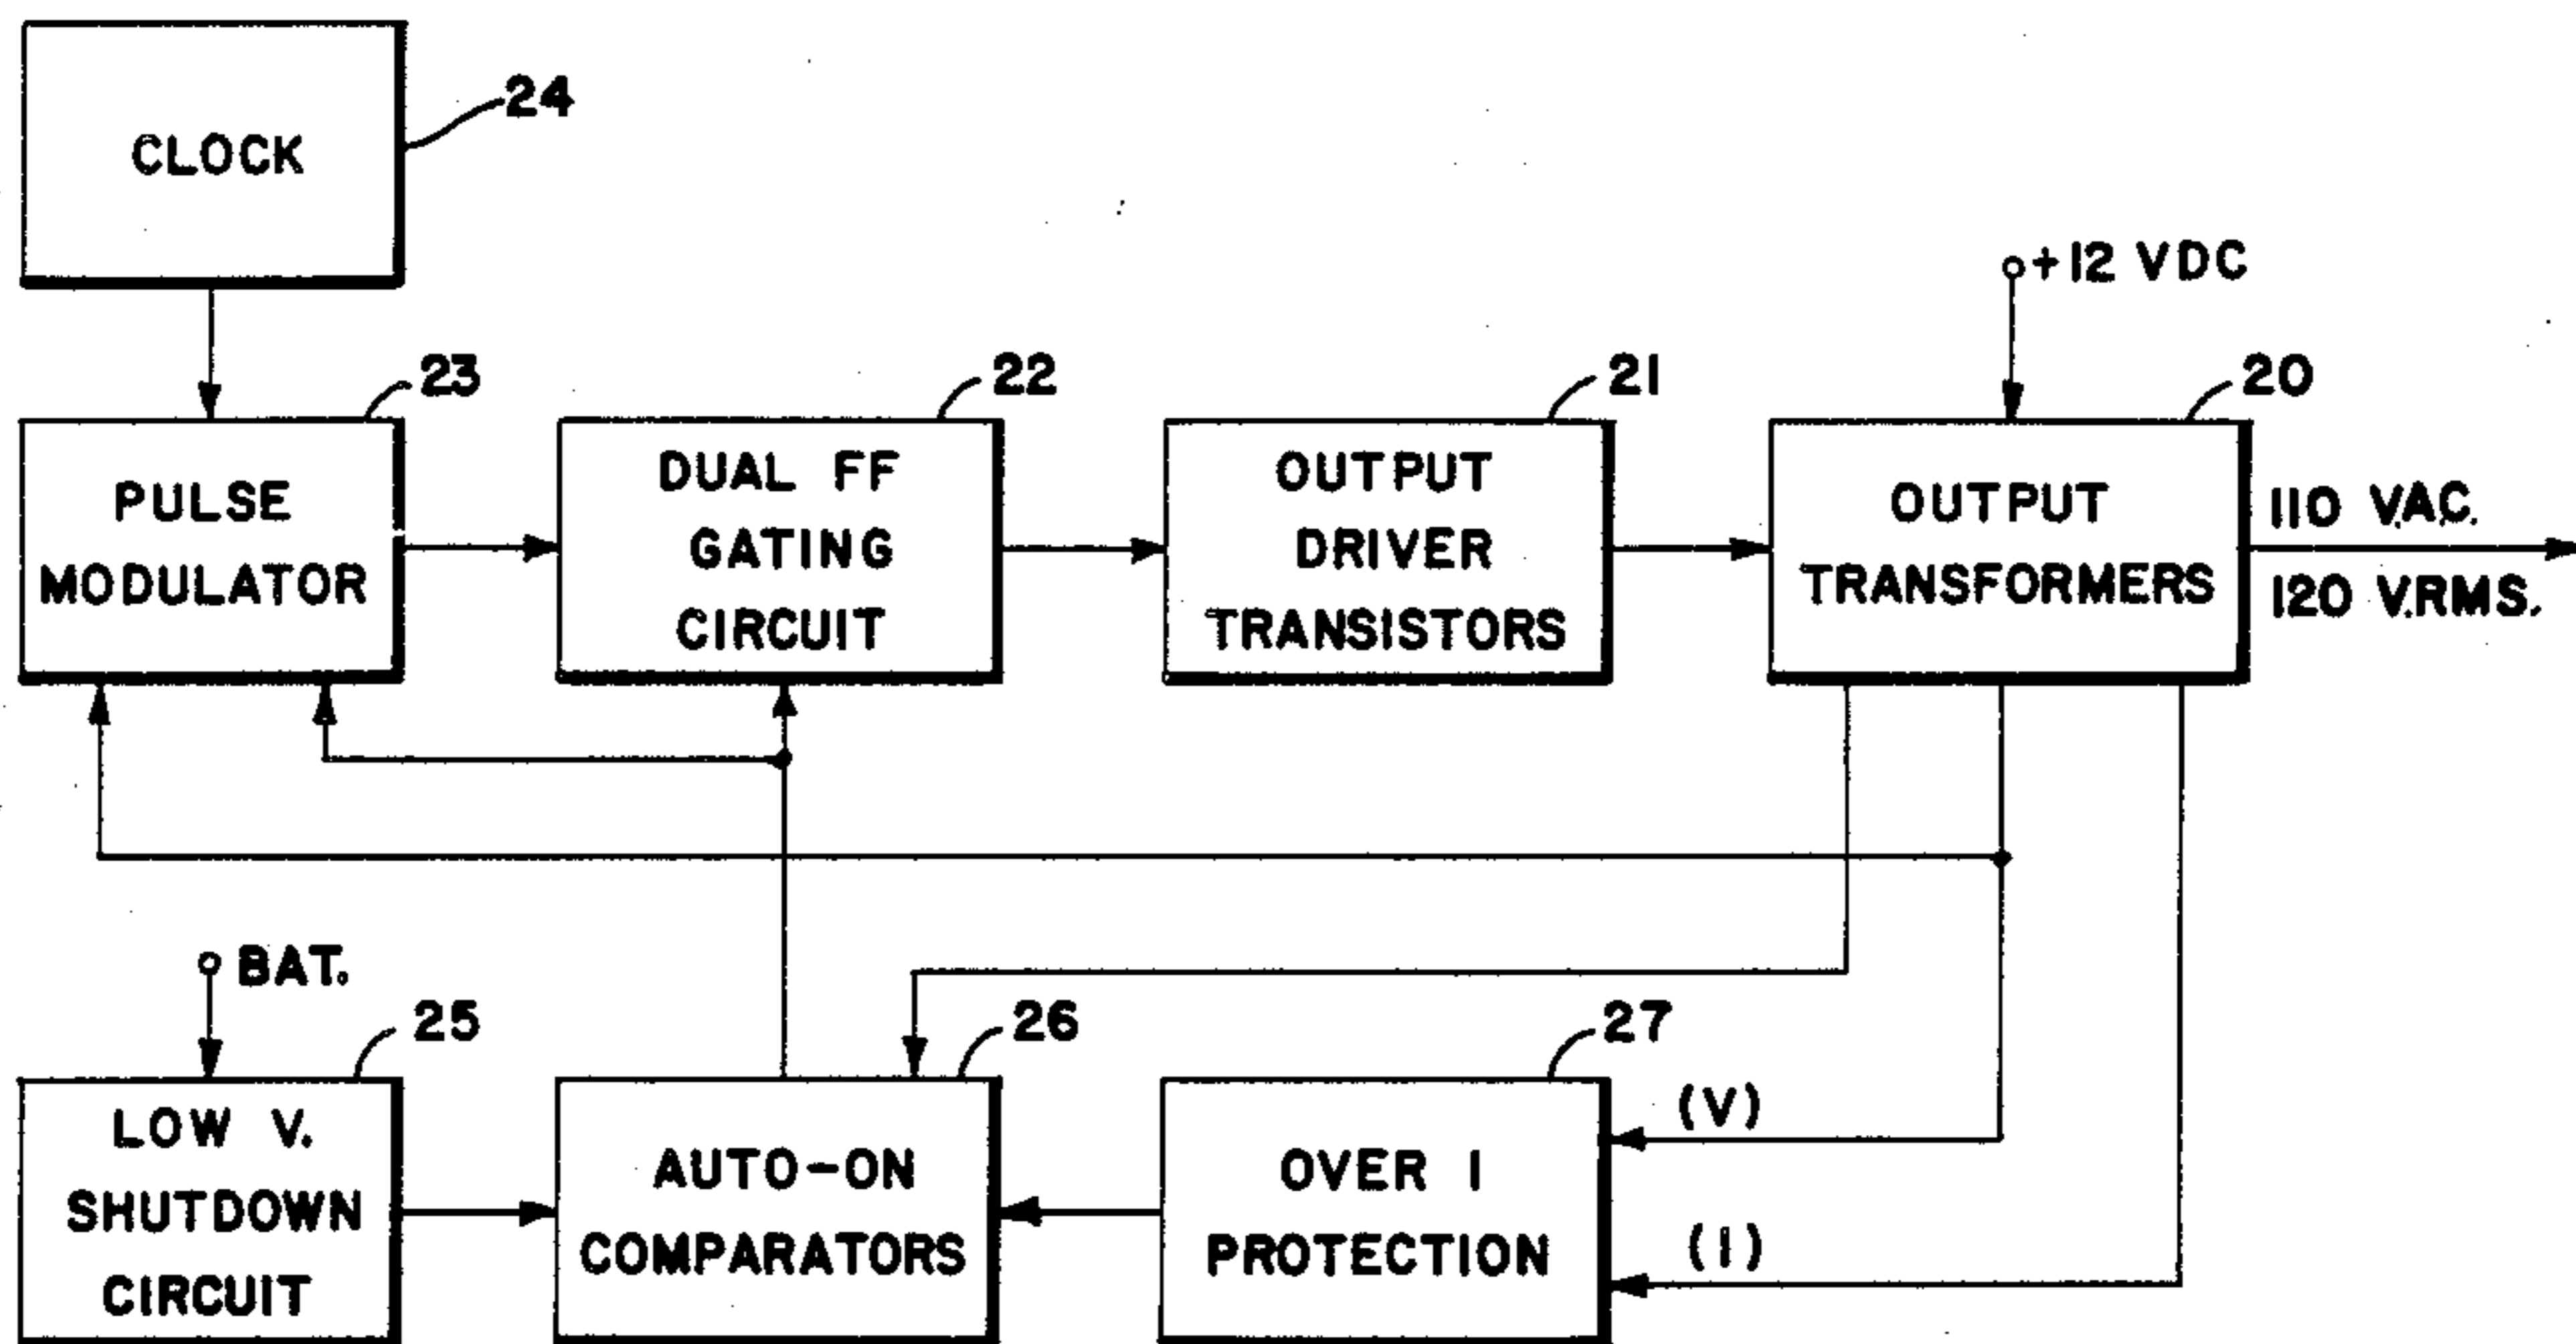 CLOCK
24
+12 VDC
23
22
21
20
PULSE
MODULATOR
DUAL FF
GATING
CIRCUIT
OUTPUT
DRIVER
TRANSISTORS
OUTPUT
TRANSFORMERS
110 V.AC.
120 V.RMS.
BAT.
25
26
27
LOW V.
SHUTDOWN
CIRCUIT
AUTO-ON
COMPARATORS
OVER I
PROTECTION
(V)
(I)